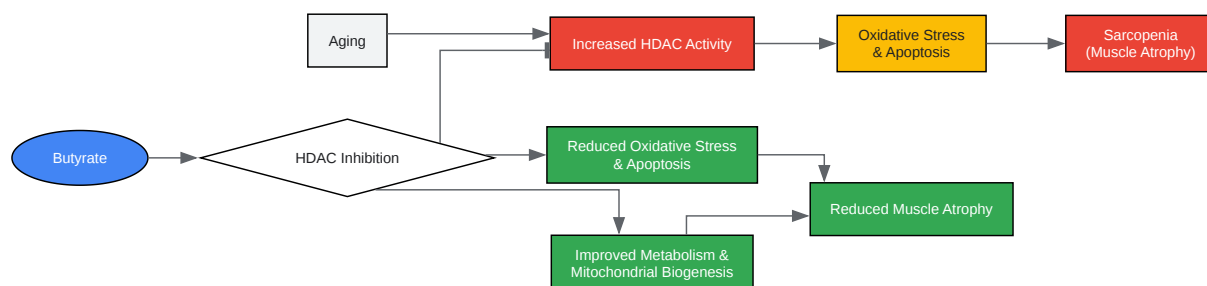 Aging
Increased HDAC Activity
Oxidative Stress
& Apoptosis
Sarcopenia
(Muscle Atrophy)
Butyrate
HDAC Inhibition
Reduced Oxidative Stress
& Apoptosis
Reduced Muscle Atrophy
Improved Metabolism &
Mitochondrial Biogenesis